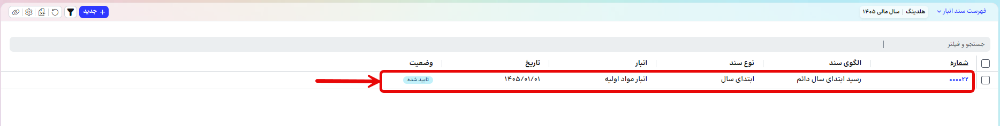 فهرست سند انبار هلدینگ | سال مالی ۱۴۰۵ + جدید
جستجو و فیلتر
شماره الگوی سند نوع سند انبار تاریخ وضعیت
۰۰۰۰۲۲ رسید ابتدای سال دائم ابتدای سال انبار مواد اولیه ۱۴۰۵/۰۱/۰۱ تایید شده